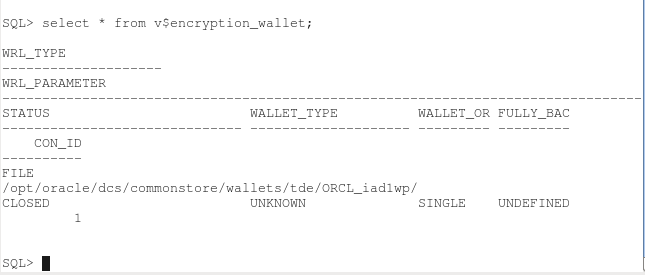 SQL> select * from v$encryption_wallet;
WRL_TYPE
--------------------
WRL_PARAMETER
--------------------------------------------------------------------------------
STATUS                         WALLET_TYPE          WALLET_OR FULLY_BAC
------------------------------ -------------------- --------- ---------
    CON_ID
----------
FILE
/opt/oracle/dcs/commonstore/wallets/tde/ORCL_iad1wp/
CLOSED                         UNKNOWN              SINGLE    UNDEFINED
         1
SQL>